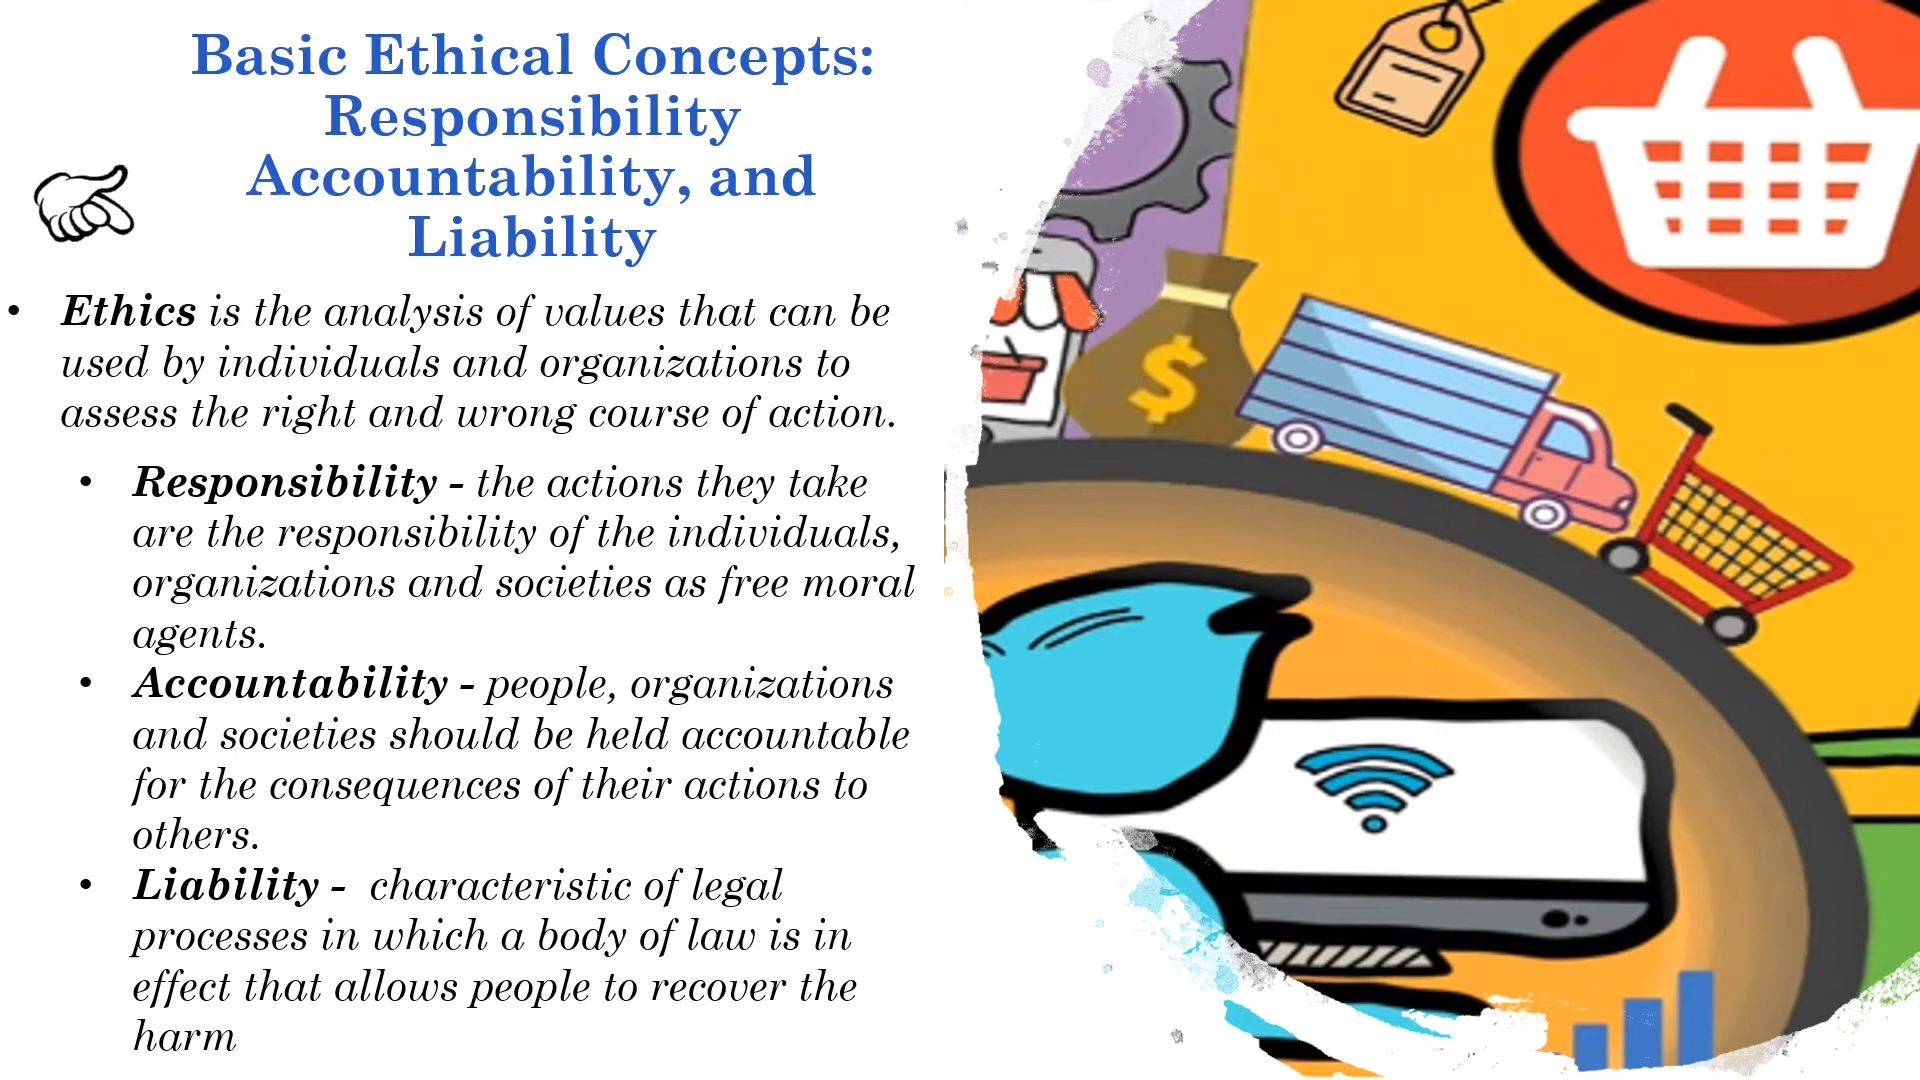 Basic Ethical Concepts:
Responsibility
Accountability, and
Liability
• Ethics is the analysis of values that can be
used by individuals and organizations to
assess the right and wrong course of action.
• Responsibility - the actions they take
are the responsibility of the individuals,
organizations and societies as free moral
agents.
• Accountability - people, organizations
and societies should be held accountable
for the consequences of their actions to
others.
• Liability - characteristic of legal
processes in which a body of law is in
effect that allows people to recover the
harm
$